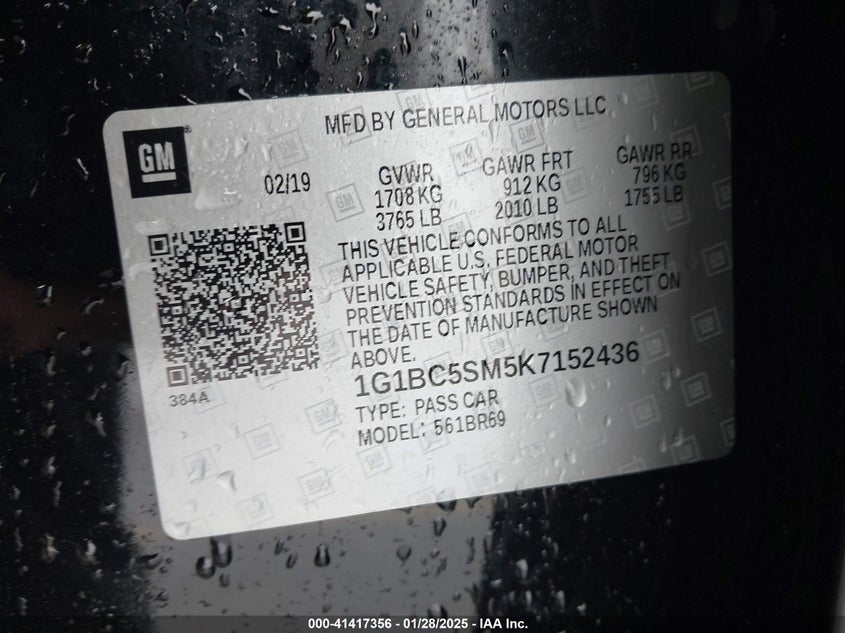 MFD BY GENERAL MOTORS LLC
GM
02/19
GVWR GAWR FRT GAWR RR
1708 KG 912 KG 796 KG
3765 LB 2010 LB 1755 LB
THIS VEHICLE CONFORMS TO ALL
APPLICABLE U.S. FEDERAL MOTOR
VEHICLE SAFETY, BUMPER, AND THEFT
PREVENTION STANDARDS IN EFFECT ON
THE DATE OF MANUFACTURE SHOWN
ABOVE.
384A
1G1BC5SM5K7152436
TYPE: PASS CAR
MODEL: 561BR69
000-41417356 — 01/28/2025 - IAA Inc.